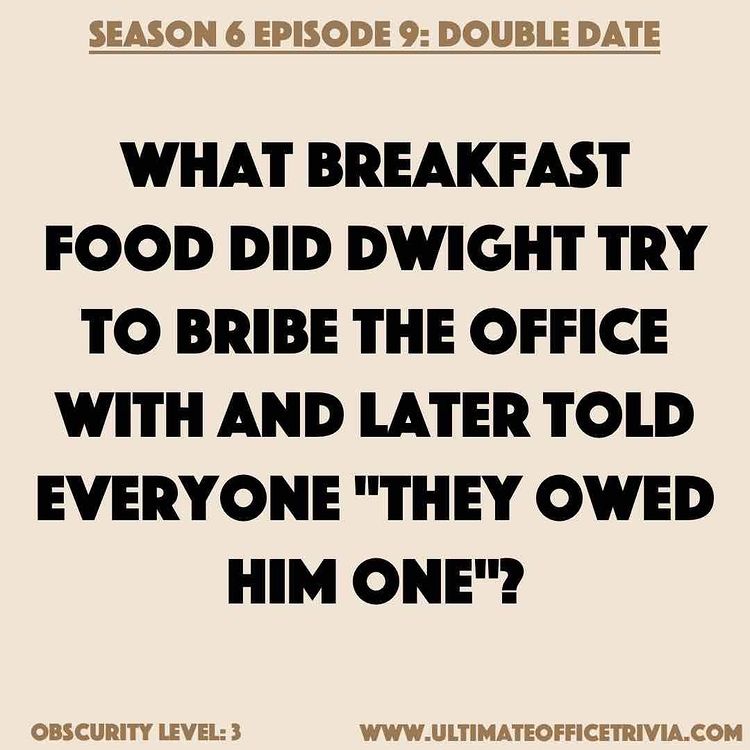 SEASON 6 EPISODE 9: DOUBLE DATE
WHAT BREAKFAST
FOOD DID DWIGHT TRY
TO BRIBE THE OFFICE
WITH AND LATER TOLD
EVERYONE "THEY OWED
HIM ONE"?
OBSCURITY LEVEL: 3
WWW.ULTIMATEOFFICETRIVIA.COM